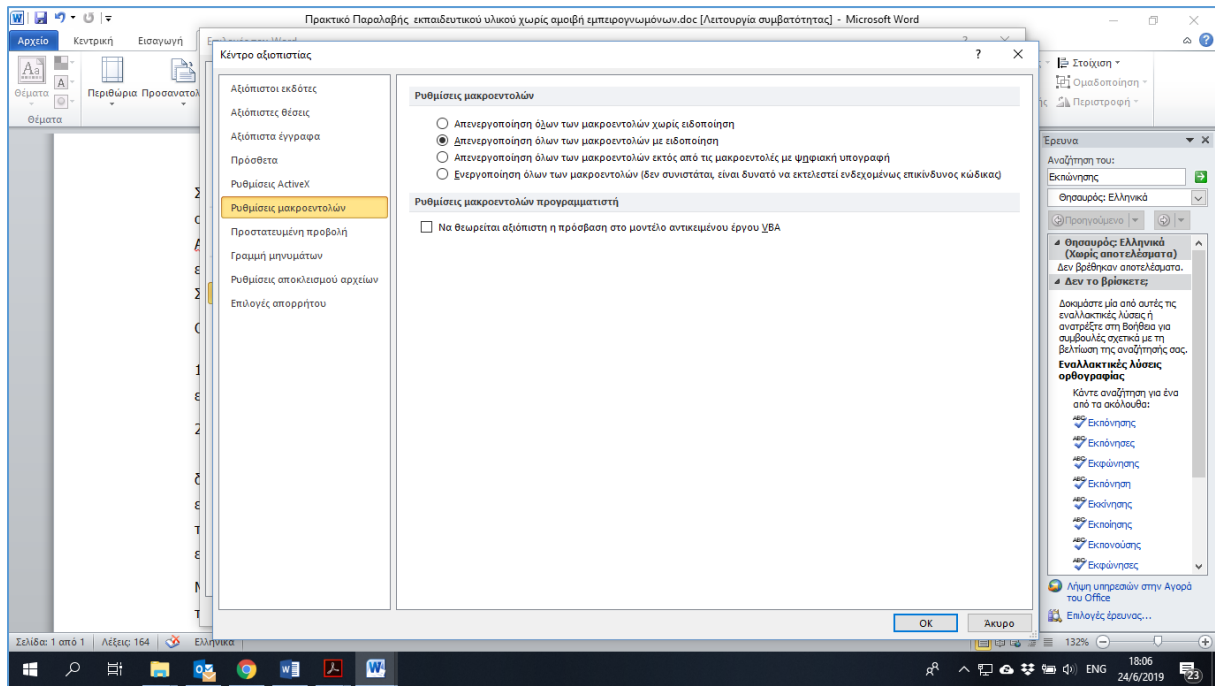 Πρακτικό Παραλαβής εκπαιδευτικού υλικού χωρίς αμοιβή εμπειρογνωμόνων.doc [Λειτουργία συμβατότητας] - Microsoft Word
Αρχείο Κεντρική Εισαγωγή
Θέματα
Περιθώρια Προσανατολ
Θέματα
Στοίχιση
Ομαδοποίηση
Περιστροφή
Κέντρο αξιοπιστίας
Αξιόπιστοι εκδότες
Αξιόπιστες θέσεις
Αξιόπιστα έγγραφα
Πρόσθετα
Ρυθμίσεις ActiveX
Ρυθμίσεις μακροεντολών
Προστατευμένη προβολή
Γραμμή μηνυμάτων
Ρυθμίσεις αποκλεισμού αρχείων
Επιλογές απορρήτου
Ρυθμίσεις μακροεντολών
Απενεργοποίηση όλων των μακροεντολών χωρίς ειδοποίηση
Απενεργοποίηση όλων των μακροεντολών με ειδοποίηση
Απενεργοποίηση όλων των μακροεντολών εκτός από τις μακροεντολές με ψηφιακή υπογραφή
Ενεργοποίηση όλων των μακροεντολών (δεν συνιστάται, είναι δυνατό να εκτελεστεί ενδεχομένως επικίνδυνος κώδικας)
Ρυθμίσεις μακροεντολών προγραμματιστή
Να θεωρείται αξιόπιστη η πρόσβαση στο μοντέλο αντικειμένου έργου VBA
OK Άκυρο
Έρευνα
Αναζήτηση του:
Εκπώνησης
Θησαυρός: Ελληνικά
Προηγούμενο
Θησαυρός: Ελληνικά
(Χωρίς αποτελέσματα)
Δεν βρέθηκαν αποτελέσματα.
Δεν το βρίσκετε;
Δοκιμάστε μία από αυτές τις
εναλλακτικές λύσεις ή
ανατρέξτε στη Βοήθεια για
συμβουλές σχετικά με τη
βελτίωση της αναζήτησής σας.
Εναλλακτικές λύσεις
ορθογραφίας
Κάντε αναζήτηση για ένα
από τα ακόλουθα:
Εκπόνησης
Εκπόνησες
Εκφώνησης
Εκπόνηση
Εκκίνησης
Εκποίησης
Εκπονούσης
Εκφώνησες
Λήψη υπηρεσιών στην Αγορά
του Office
Επιλογές έρευνας...
Σελίδα: 1 από 1 Λέξεις: 164 Ελληνικά 132%
ENG 18:06
24/6/2019 23